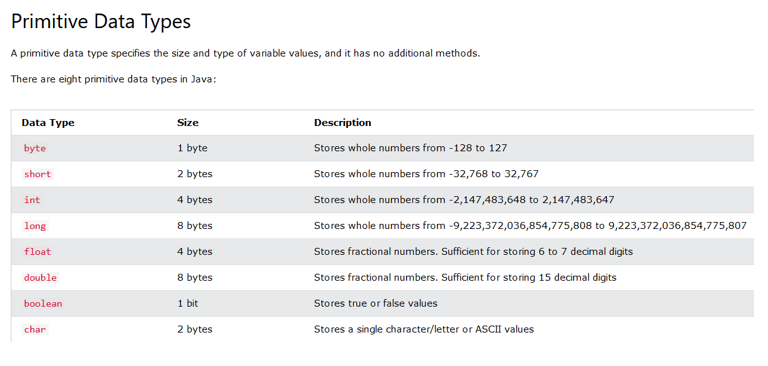 Primitive Data Types
A primitive data type specifies the size and type of variable values, and it has no additional methods.
There are eight primitive data types in Java:
Data Type Size Description
byte 1 byte Stores whole numbers from -128 to 127
short 2 bytes Stores whole numbers from -32,768 to 32,767
int 4 bytes Stores whole numbers from -2,147,483,648 to 2,147,483,647
long 8 bytes Stores whole numbers from -9,223,372,036,854,775,808 to 9,223,372,036,854,775,807
float 4 bytes Stores fractional numbers. Sufficient for storing 6 to 7 decimal digits
double 8 bytes Stores fractional numbers. Sufficient for storing 15 decimal digits
boolean 1 bit Stores true or false values
char 2 bytes Stores a single character/letter or ASCII values